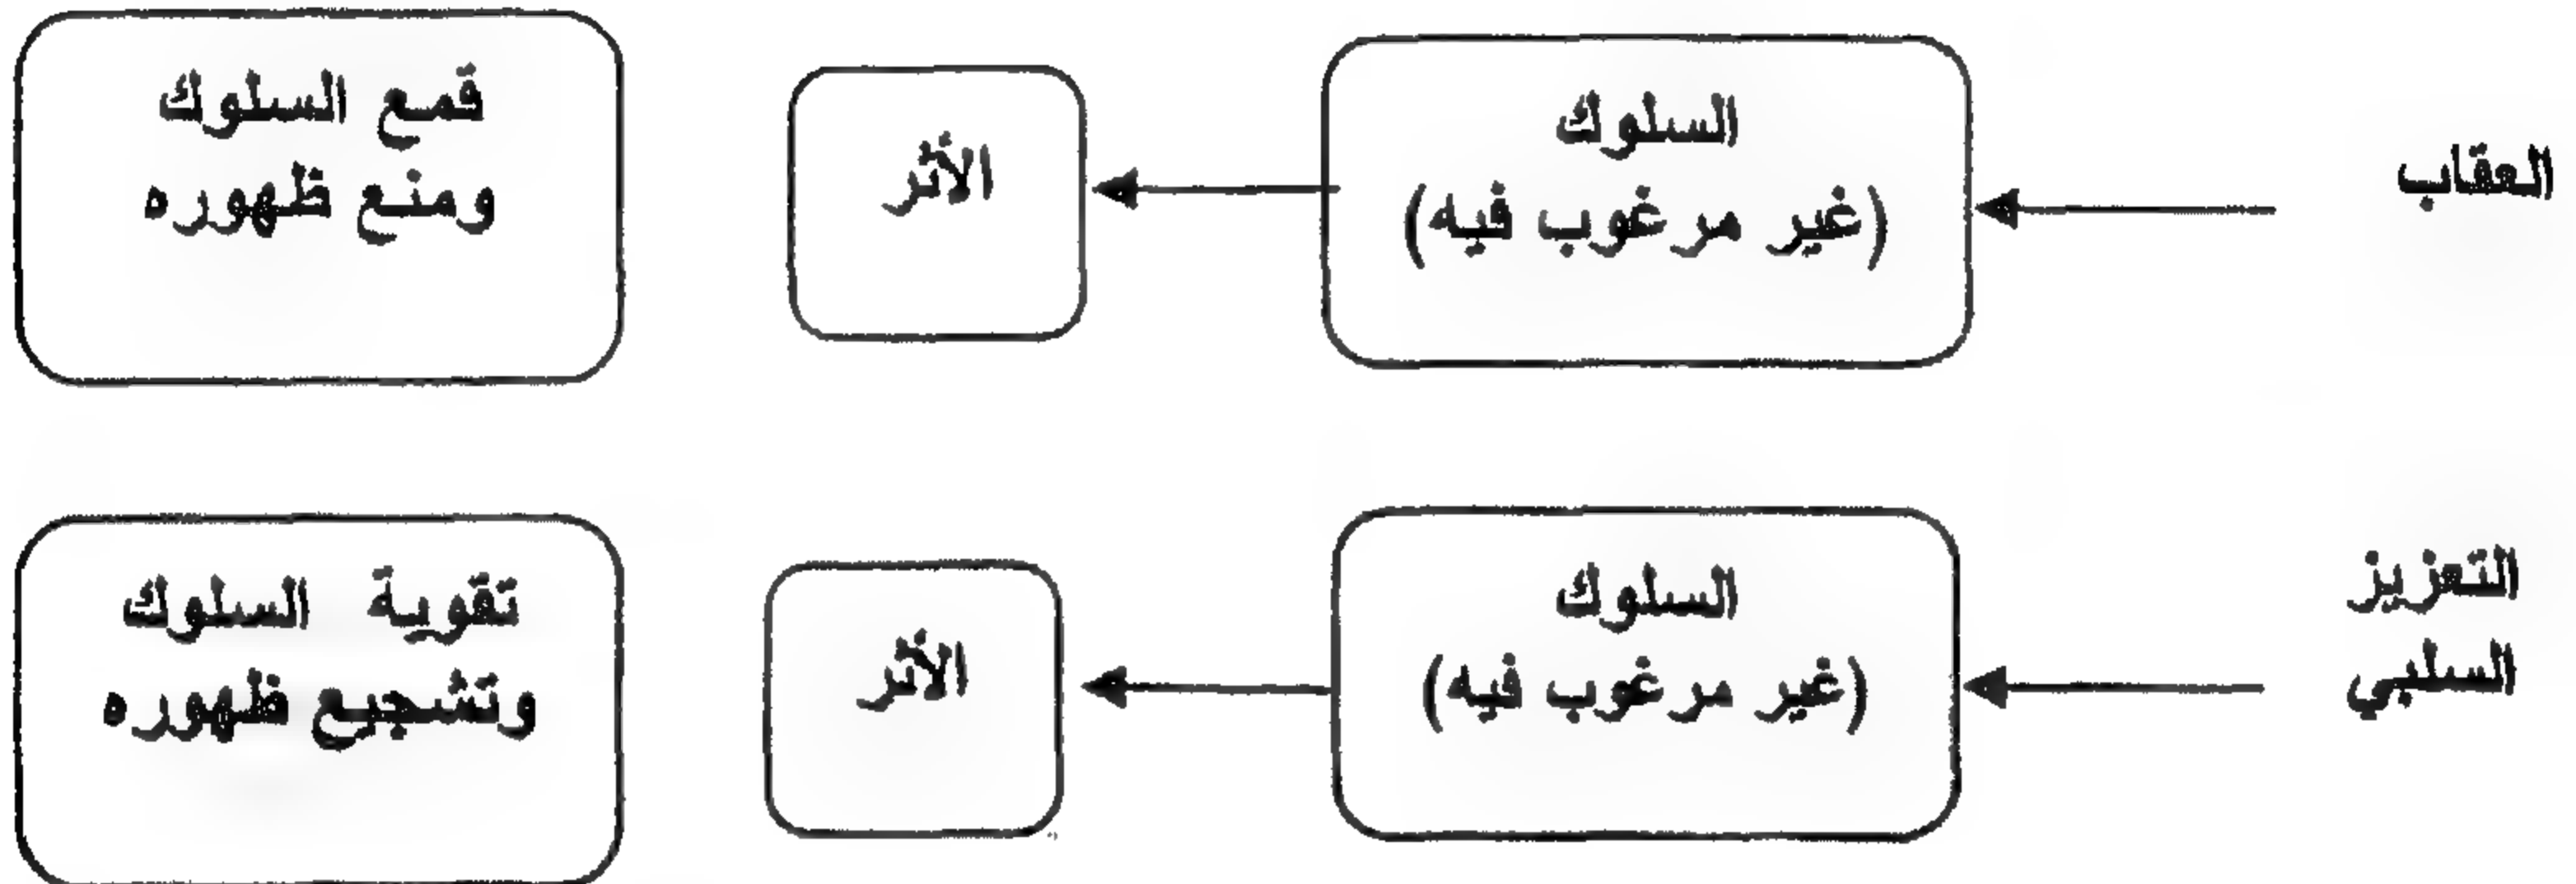 العقاب
السلوك
(غير مرغوب فيه)
الأثر
قمع السلوك
ومنع ظهوره
التعزيز
السلبي
السلوك
(غير مرغوب فيه)
الأثر
تقوية السلوك
وتشجيع ظهوره